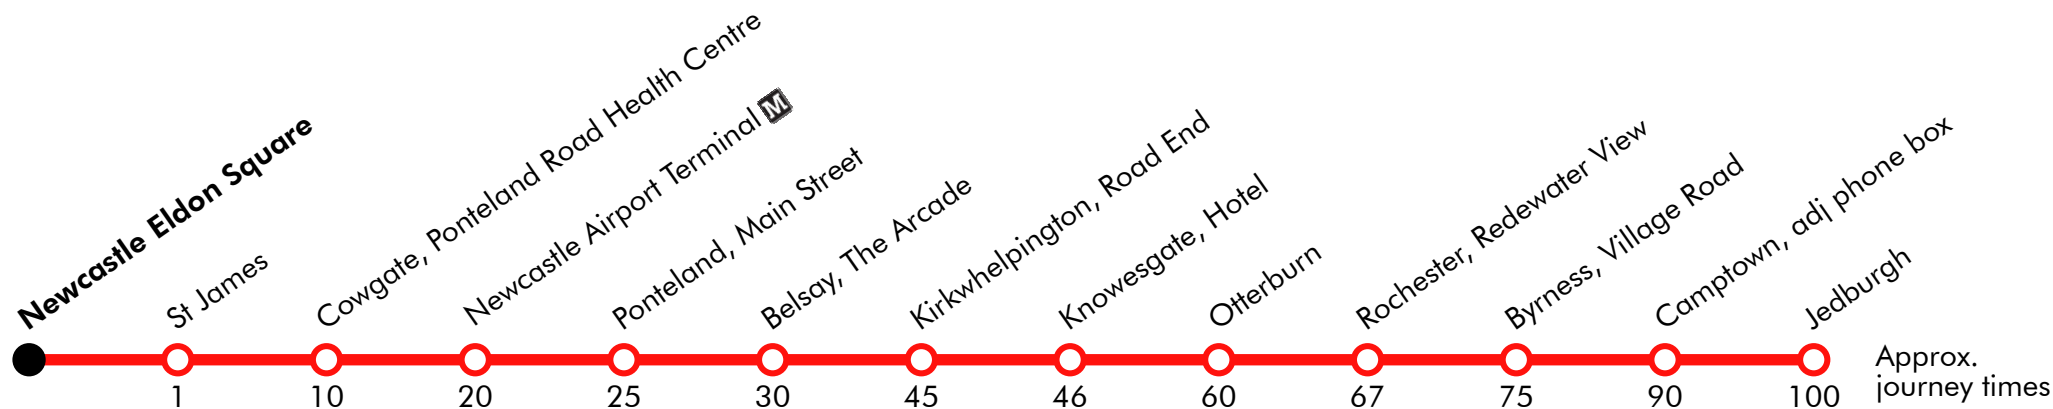 Newcastle Eldon Square
St James
Cowgate, Ponteland Road Health Centre
Newcastle Airport Terminal M
Ponteland, Main Street
Belsay, The Arcade
Kirkwhelpington, Road End
Knowesgate, Hotel
Otterburn
Rochester, Redewater View
Byrness, Village Road
Camptown, adj phone box
Jedburgh
1 10 20 25 30 45 46 60 67 75 90 100
Approx.
journey times